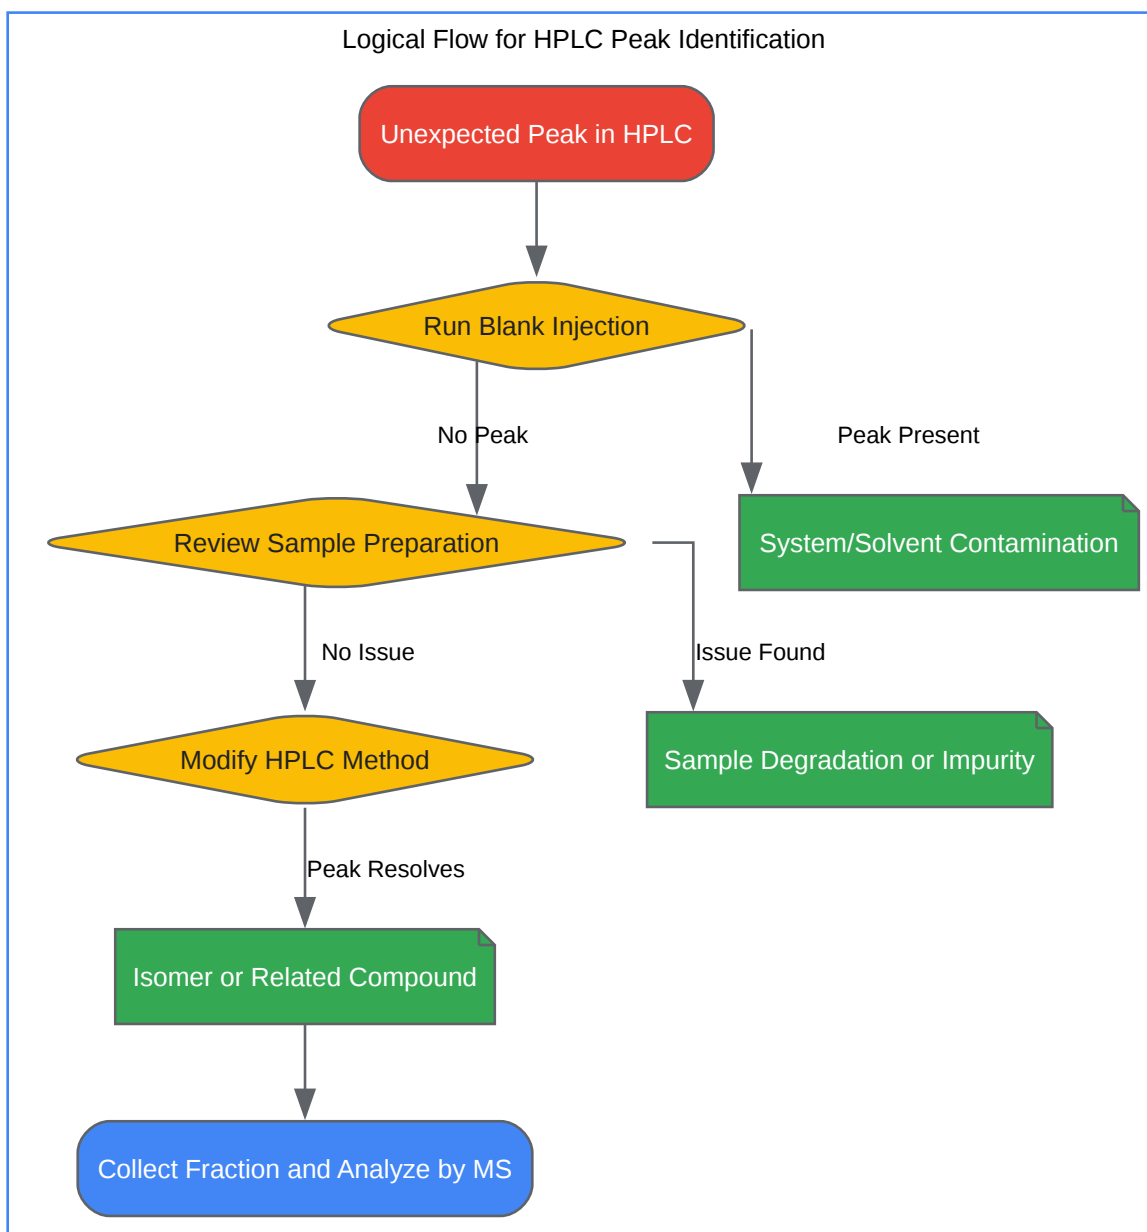 Logical Flow for HPLC Peak Identification
Unexpected Peak in HPLC
Run Blank Injection
No Peak
Peak Present
Review Sample Preparation
System/Solvent Contamination
No Issue
Issue Found
Modify HPLC Method
Sample Degradation or Impurity
Peak Resolves
Isomer or Related Compound
Collect Fraction and Analyze by MS